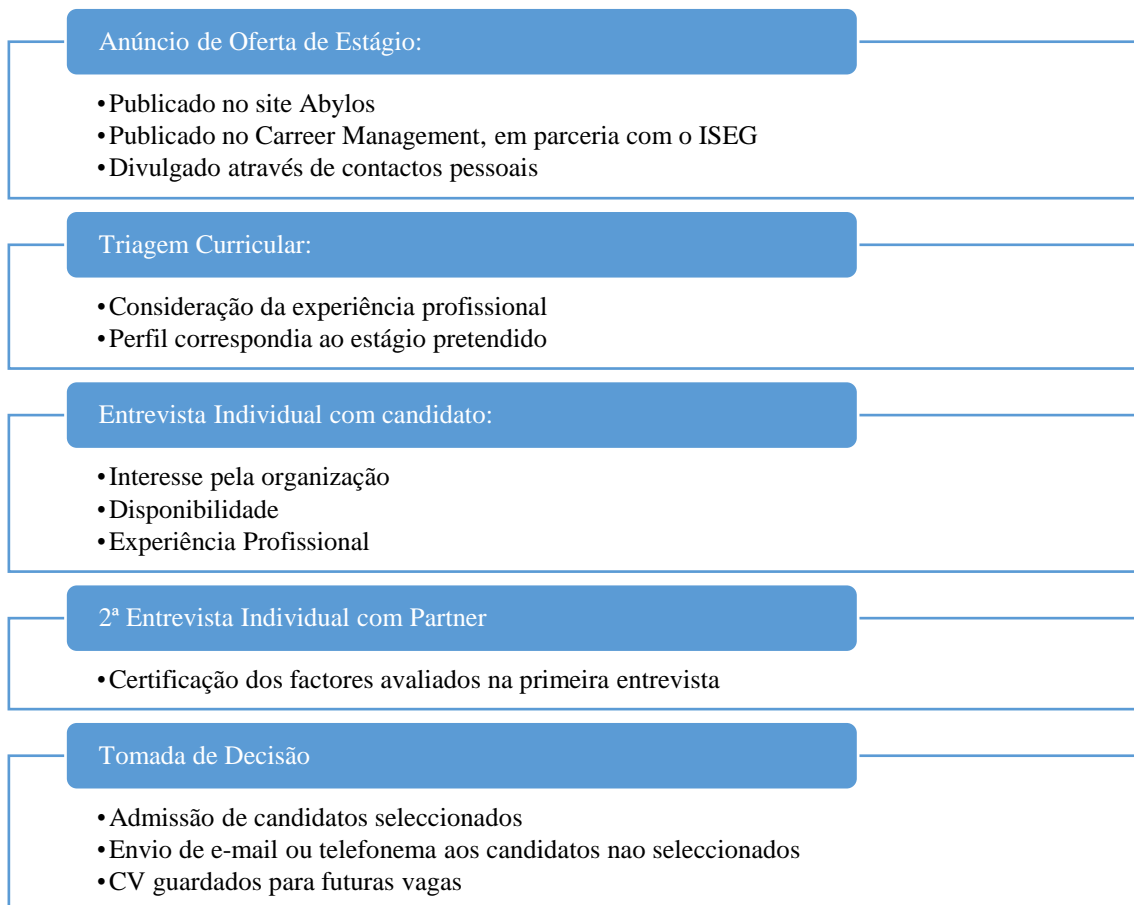 Anúncio de Oferta de Estágio:
•Publicado no site Abylos
•Publicado no Carreer Management, em parceria com o ISEG
•Divulgado através de contactos pessoais
Triagem Curricular:
•Consideração da experiência profissional
•Perfil correspondia ao estágio pretendido
Entrevista Individual com candidato:
•Interesse pela organização
•Disponibilidade
•Experiência Profissional
2ª Entrevista Individual com Partner
•Certificação dos factores avaliados na primeira entrevista
Tomada de Decisão
•Admissão de candidatos seleccionados
•Envio de e-mail ou telefonema aos candidatos nao seleccionados
•CV guardados para futuras vagas